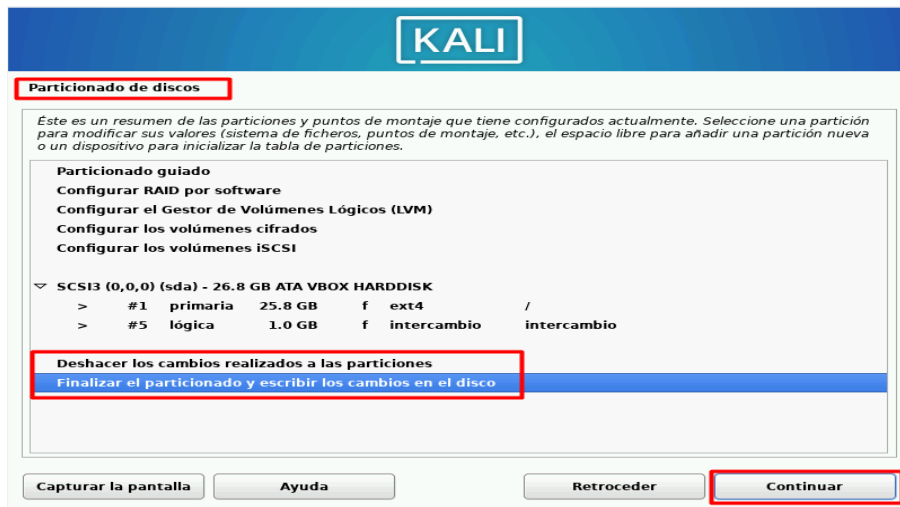 KALI
Particionado de discos
Éste es un resumen de las particiones y puntos de montaje que tiene configurados actualmente. Seleccione una partición
para modificar sus valores (sistema de ficheros, puntos de montaje, etc.), el espacio libre para añadir una partición nueva
o un dispositivo para inicializar la tabla de particiones.
Particionado guiado
Configurar RAID por software
Configurar el Gestor de Volúmenes Lógicos (LVM)
Configurar los volúmenes cifrados
Configurar los volúmenes iSCSI
SCSI3 (0,0,0) (sda) - 26.8 GB ATA VBOX HARDDISK
> #1 primaria 25.8 GB f ext4 /
> #5 lógica 1.0 GB f intercambio intercambio
Deshacer los cambios realizados a las particiones
Finalizar el particionado y escribir los cambios en el disco
Capturar la pantalla Ayuda Retroceder Continuar